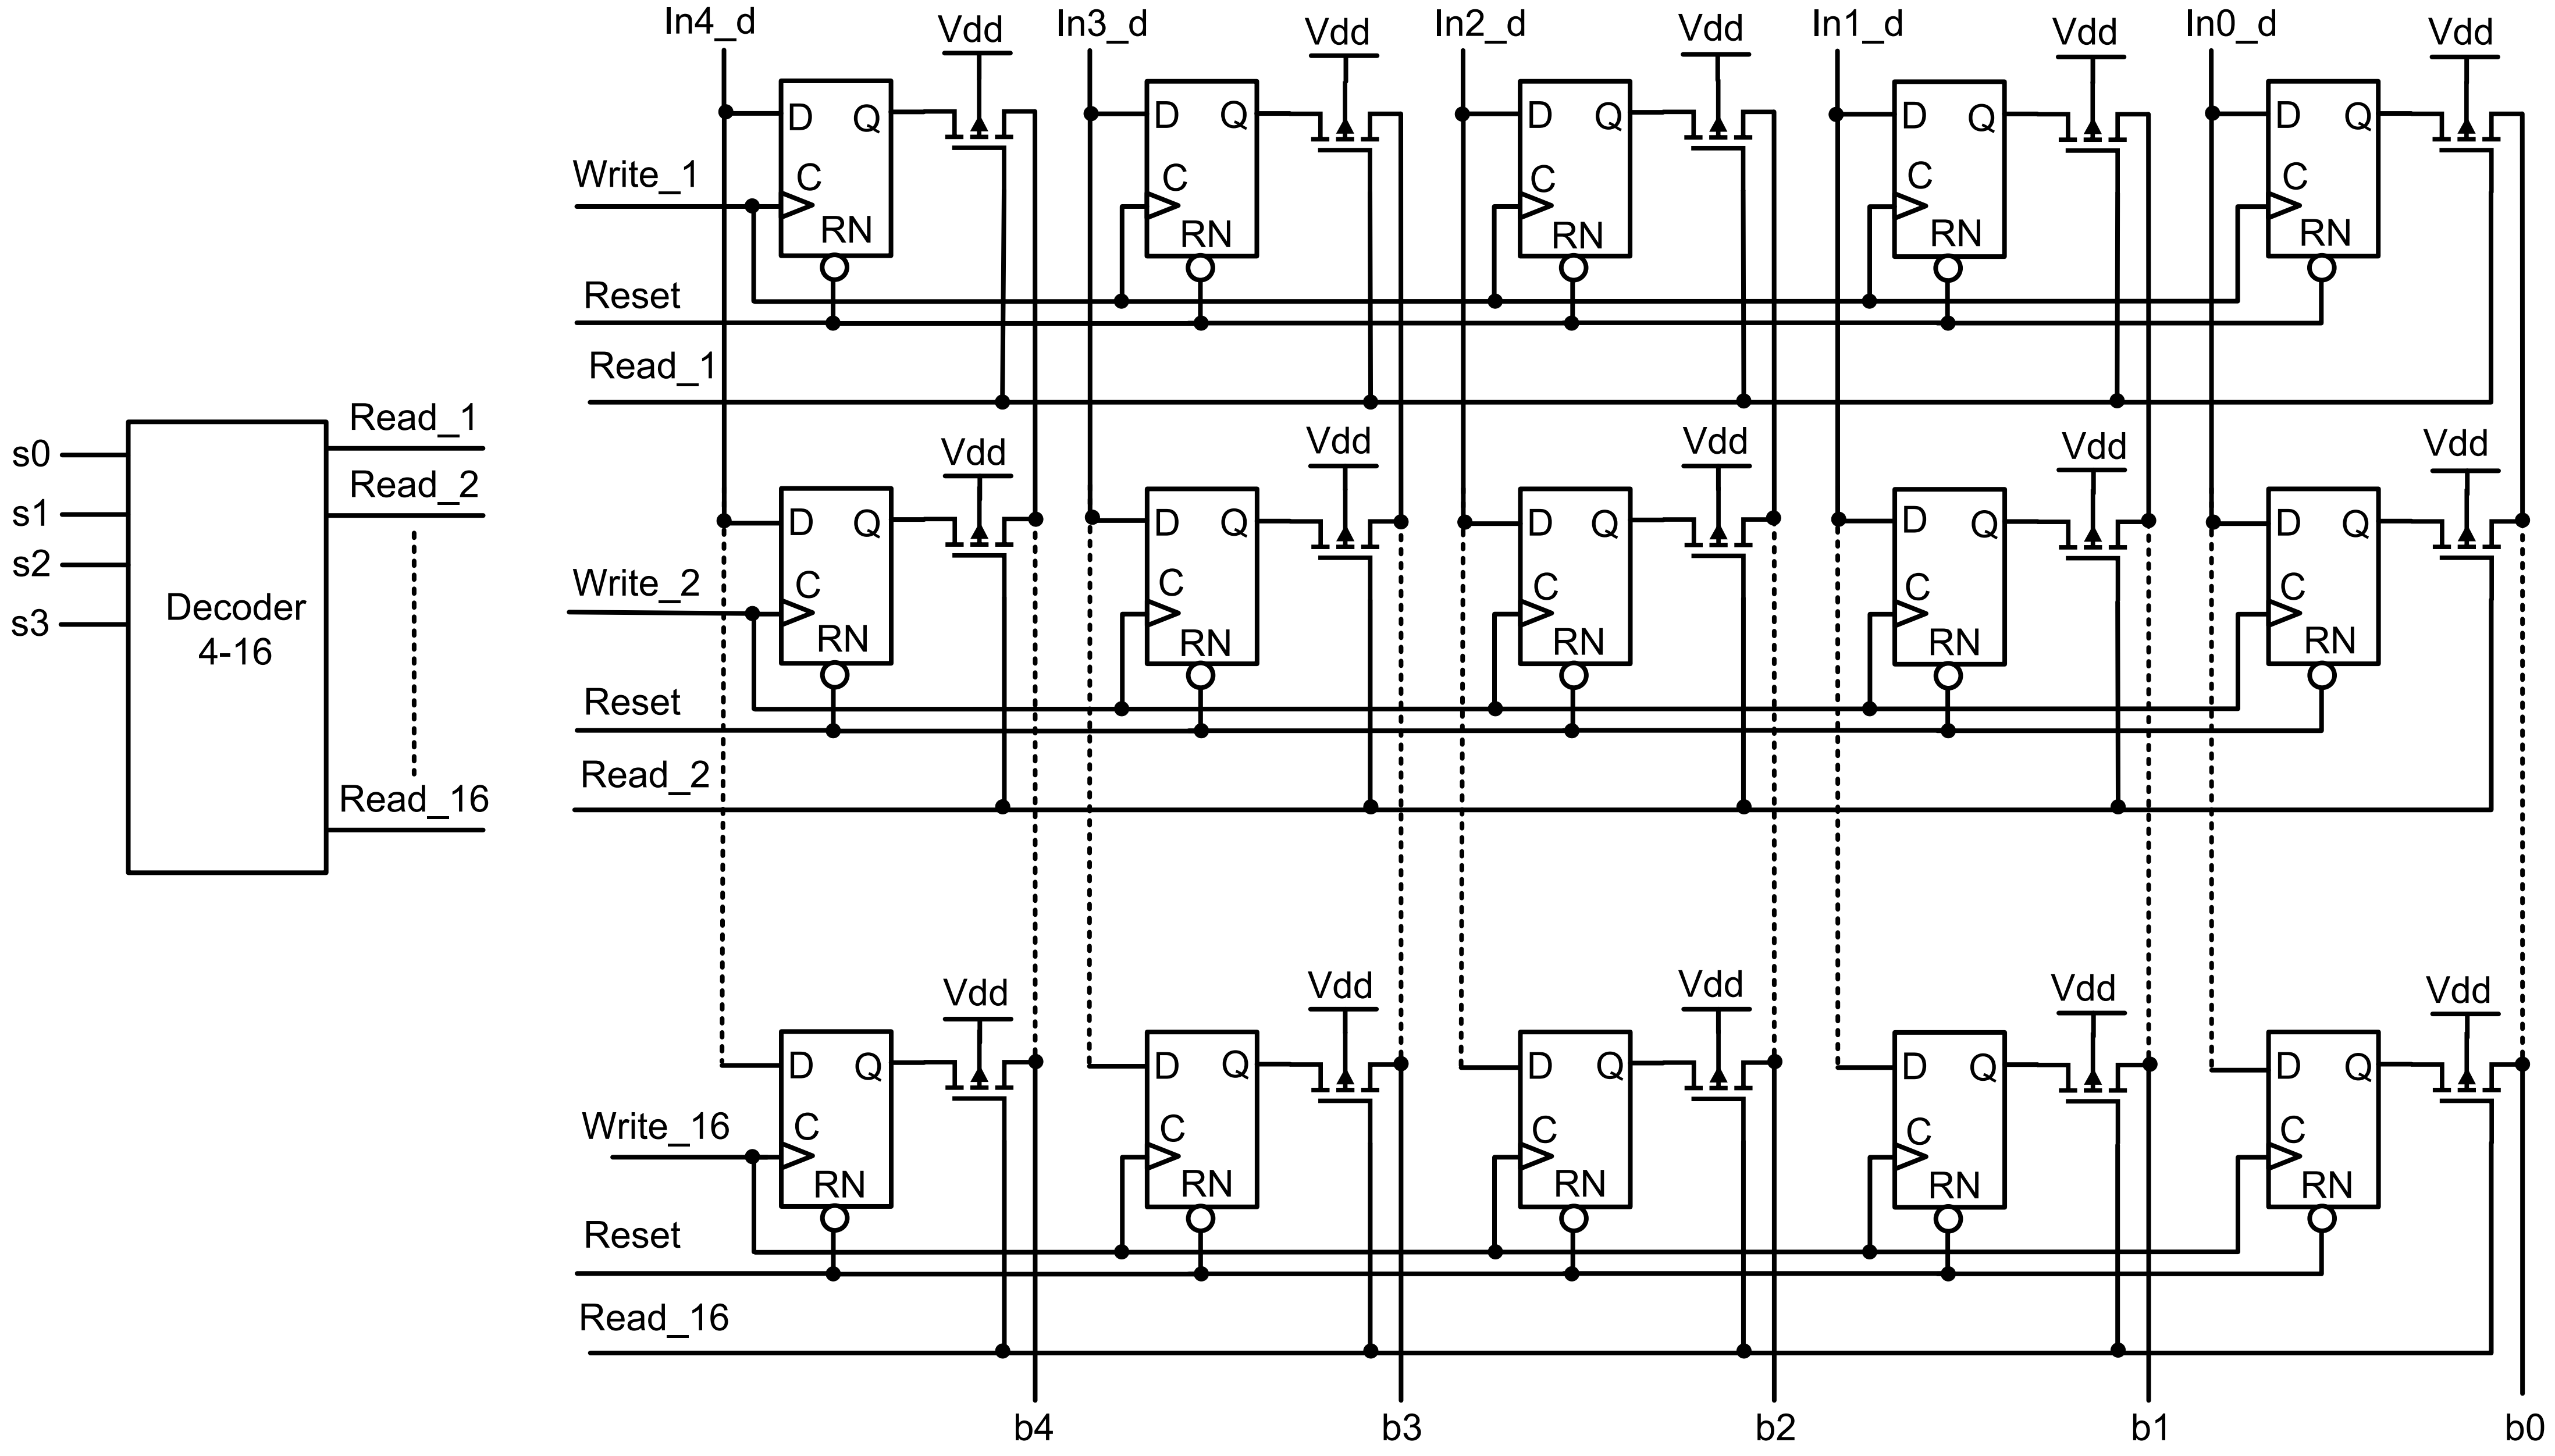 In4_d Vdd In3_d Vdd In2_d Vdd In1_d Vdd In0_d Vdd
D Q D Q D Q D Q D Q
Write_1 C C C C C
RN RN RN RN RN
Reset
Read_1
Read_1
s0
Read_2
s1
s2
s3
Decoder
4-16
Read_16
Vdd Vdd Vdd Vdd Vdd
D Q D Q D Q D Q D Q
Write_2 C C C C C
RN RN RN RN RN
Reset
Read_2
Vdd Vdd Vdd Vdd Vdd
D Q D Q D Q D Q D Q
Write_16 C C C C C
RN RN RN RN RN
Reset
Read_16
b4 b3 b2 b1 b0